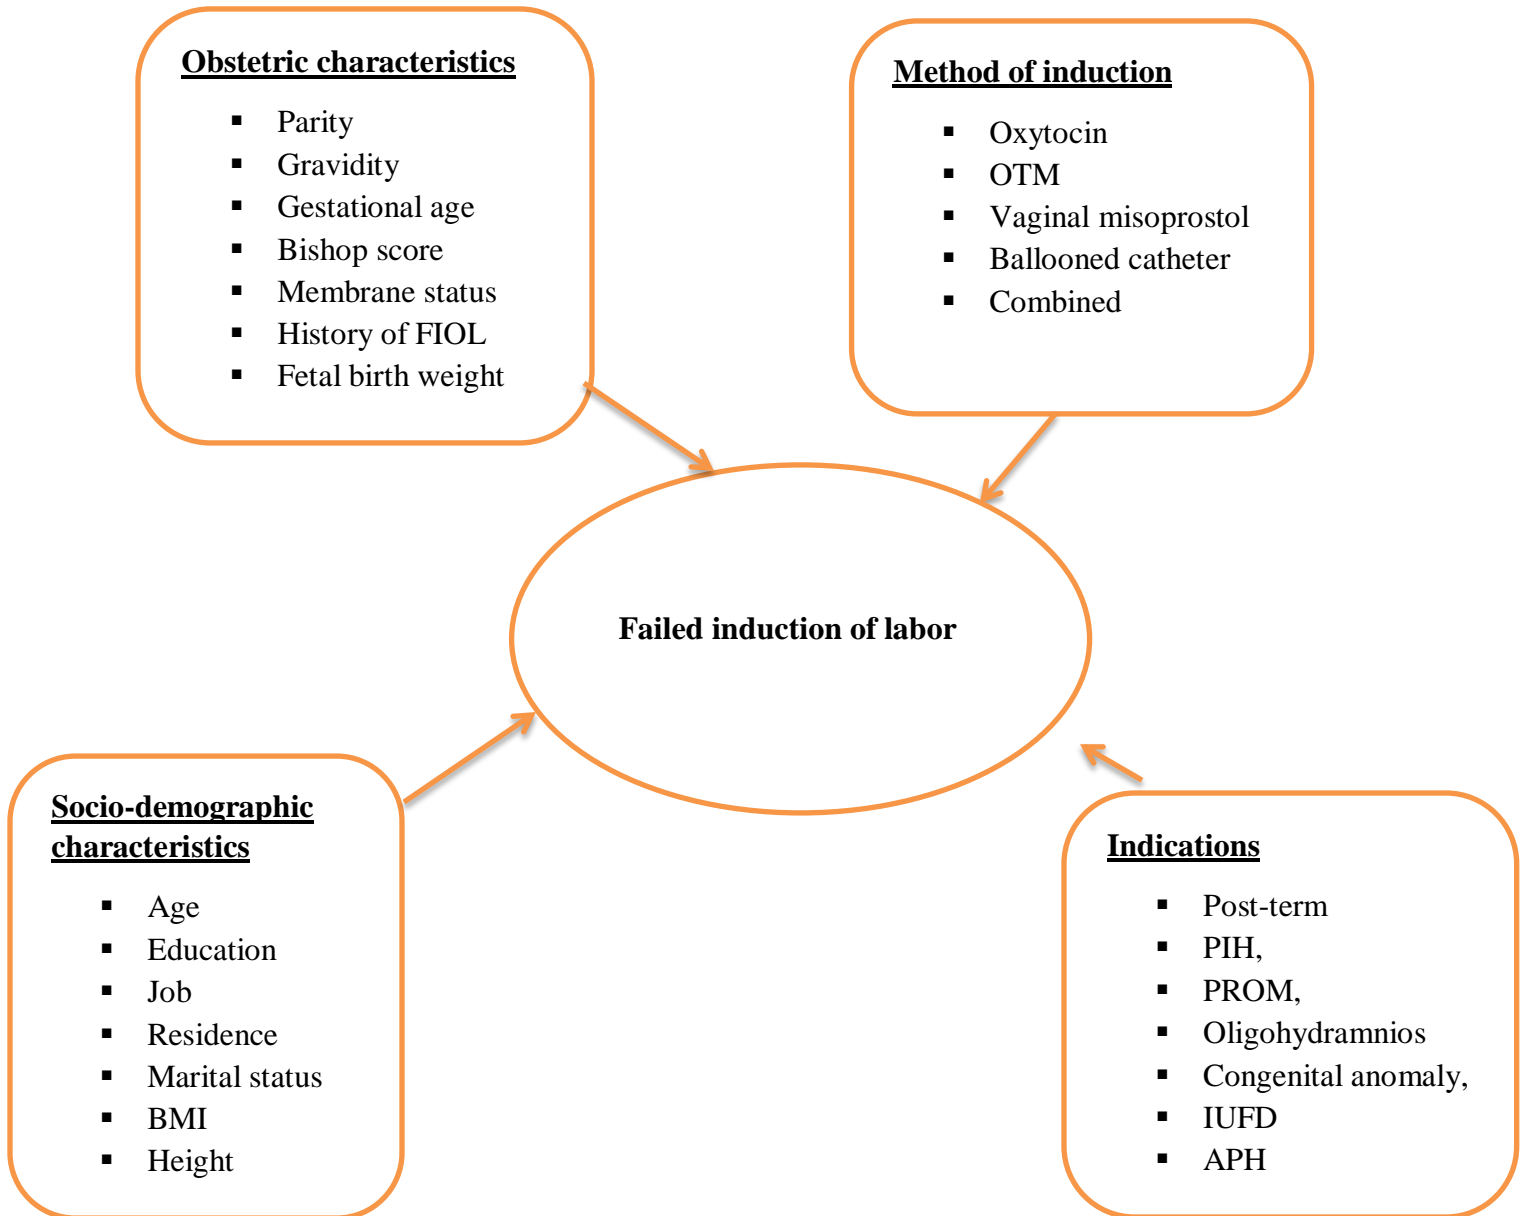 Obstetric characteristics
▪ Parity
▪ Gravidity
▪ Gestational age
▪ Bishop score
▪ Membrane status
▪ History of FIOL
▪ Fetal birth weight
Method of induction
▪ Oxytocin
▪ OTM
▪ Vaginal misoprostol
▪ Ballooned catheter
▪ Combined
Failed induction of labor
Socio-demographic
characteristics
▪ Age
▪ Education
▪ Job
▪ Residence
▪ Marital status
▪ BMI
▪ Height
Indications
▪ Post-term
▪ PIH,
▪ PROM,
▪ Oligohydramnios
▪ Congenital anomaly,
▪ IUFD
▪ APH